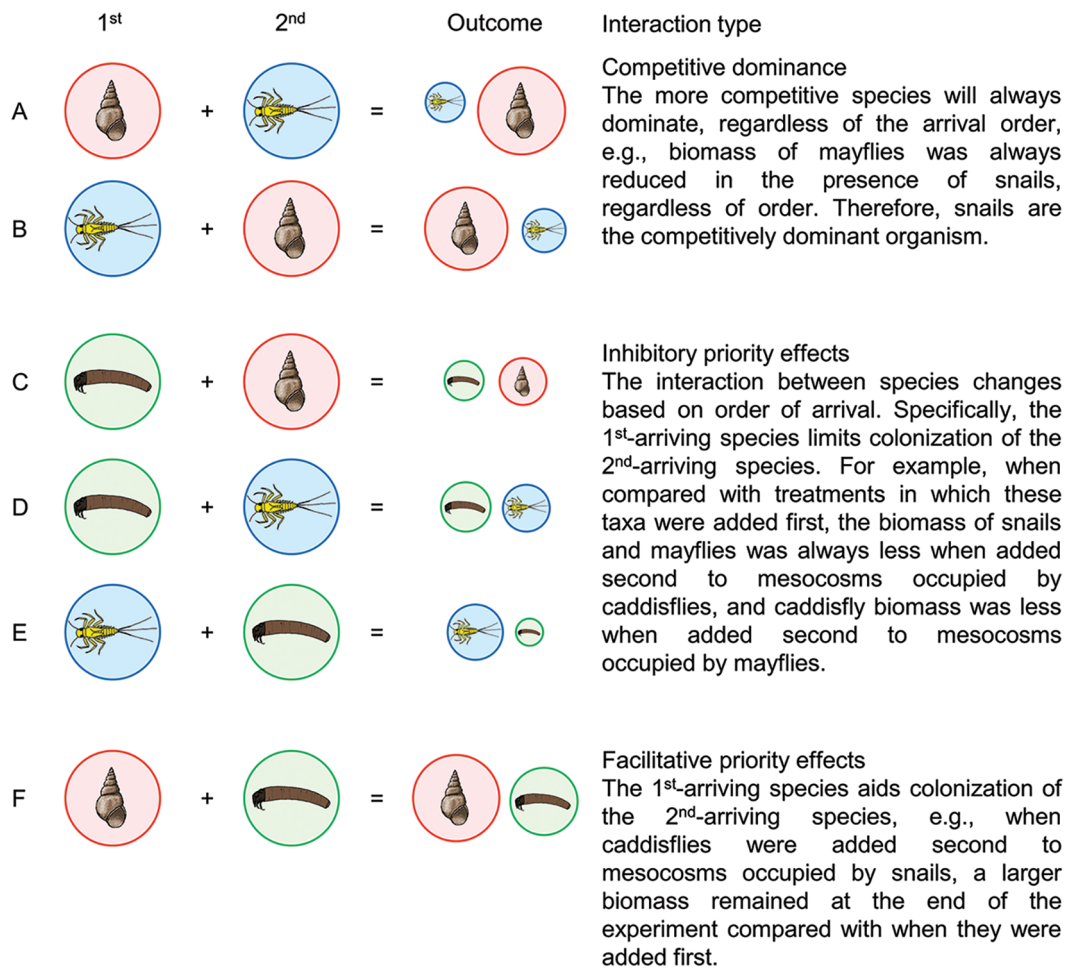 1st 2nd Outcome Interaction type
A + =
Competitive dominance
The more competitive species will always
dominate, regardless of the arrival order,
e.g., biomass of mayflies was always
reduced in the presence of snails,
regardless of order. Therefore, snails are
the competitively dominant organism.
B + =
C + =
Inhibitory priority effects
The interaction between species changes
based on order of arrival. Specifically, the
1st-arriving species limits colonization of the
2nd-arriving species. For example, when
compared with treatments in which these
taxa were added first, the biomass of snails
and mayflies was always less when added
second to mesocosms occupied by
caddisflies, and caddisfly biomass was less
when added second to mesocosms
occupied by mayflies.
D + =
E + =
F + =
Facilitative priority effects
The 1st-arriving species aids colonization of
the 2nd-arriving species, e.g., when
caddisflies were added second to
mesocosms occupied by snails, a larger
biomass remained at the end of the
experiment compared with when they were
added first.